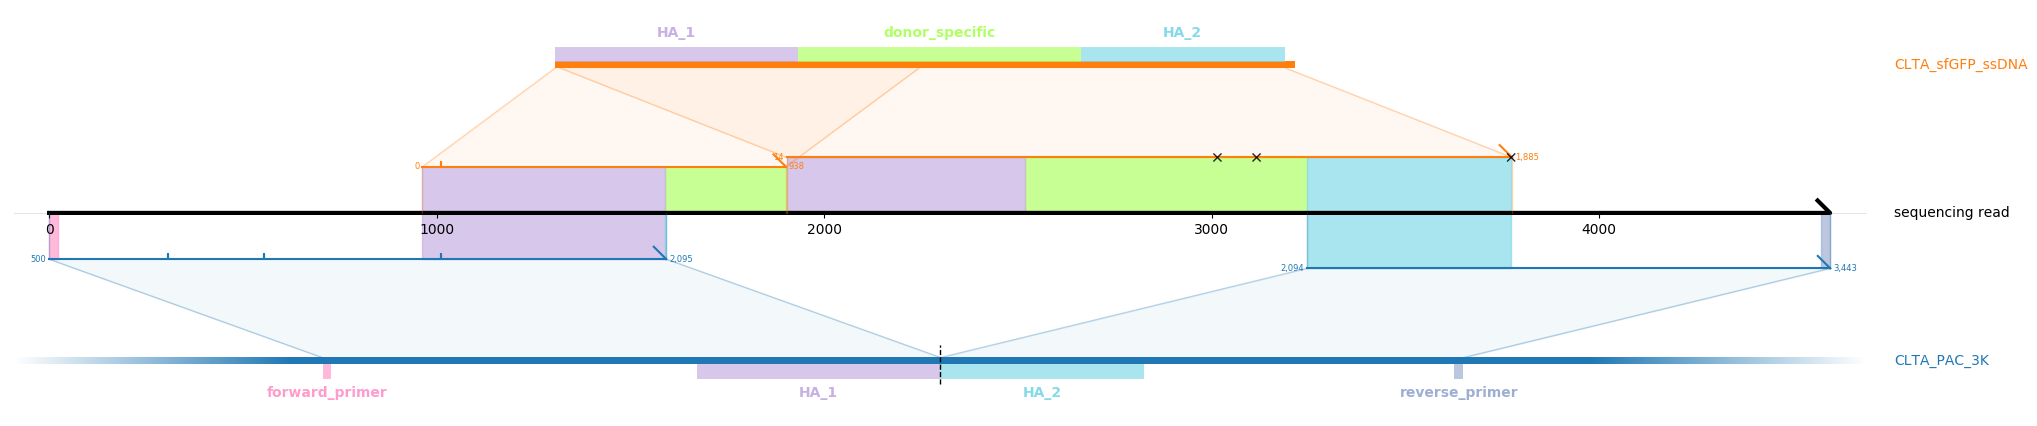 HA_1 donor_specific HA_2
CLTA_sfGFP_ssDNA
14 1,885
0 938
sequencing read
0 1000 2000 3000 4000
500 2,095 2,094 3,443
CLTA_PAC_3K
forward_primer HA_1 HA_2 reverse_primer